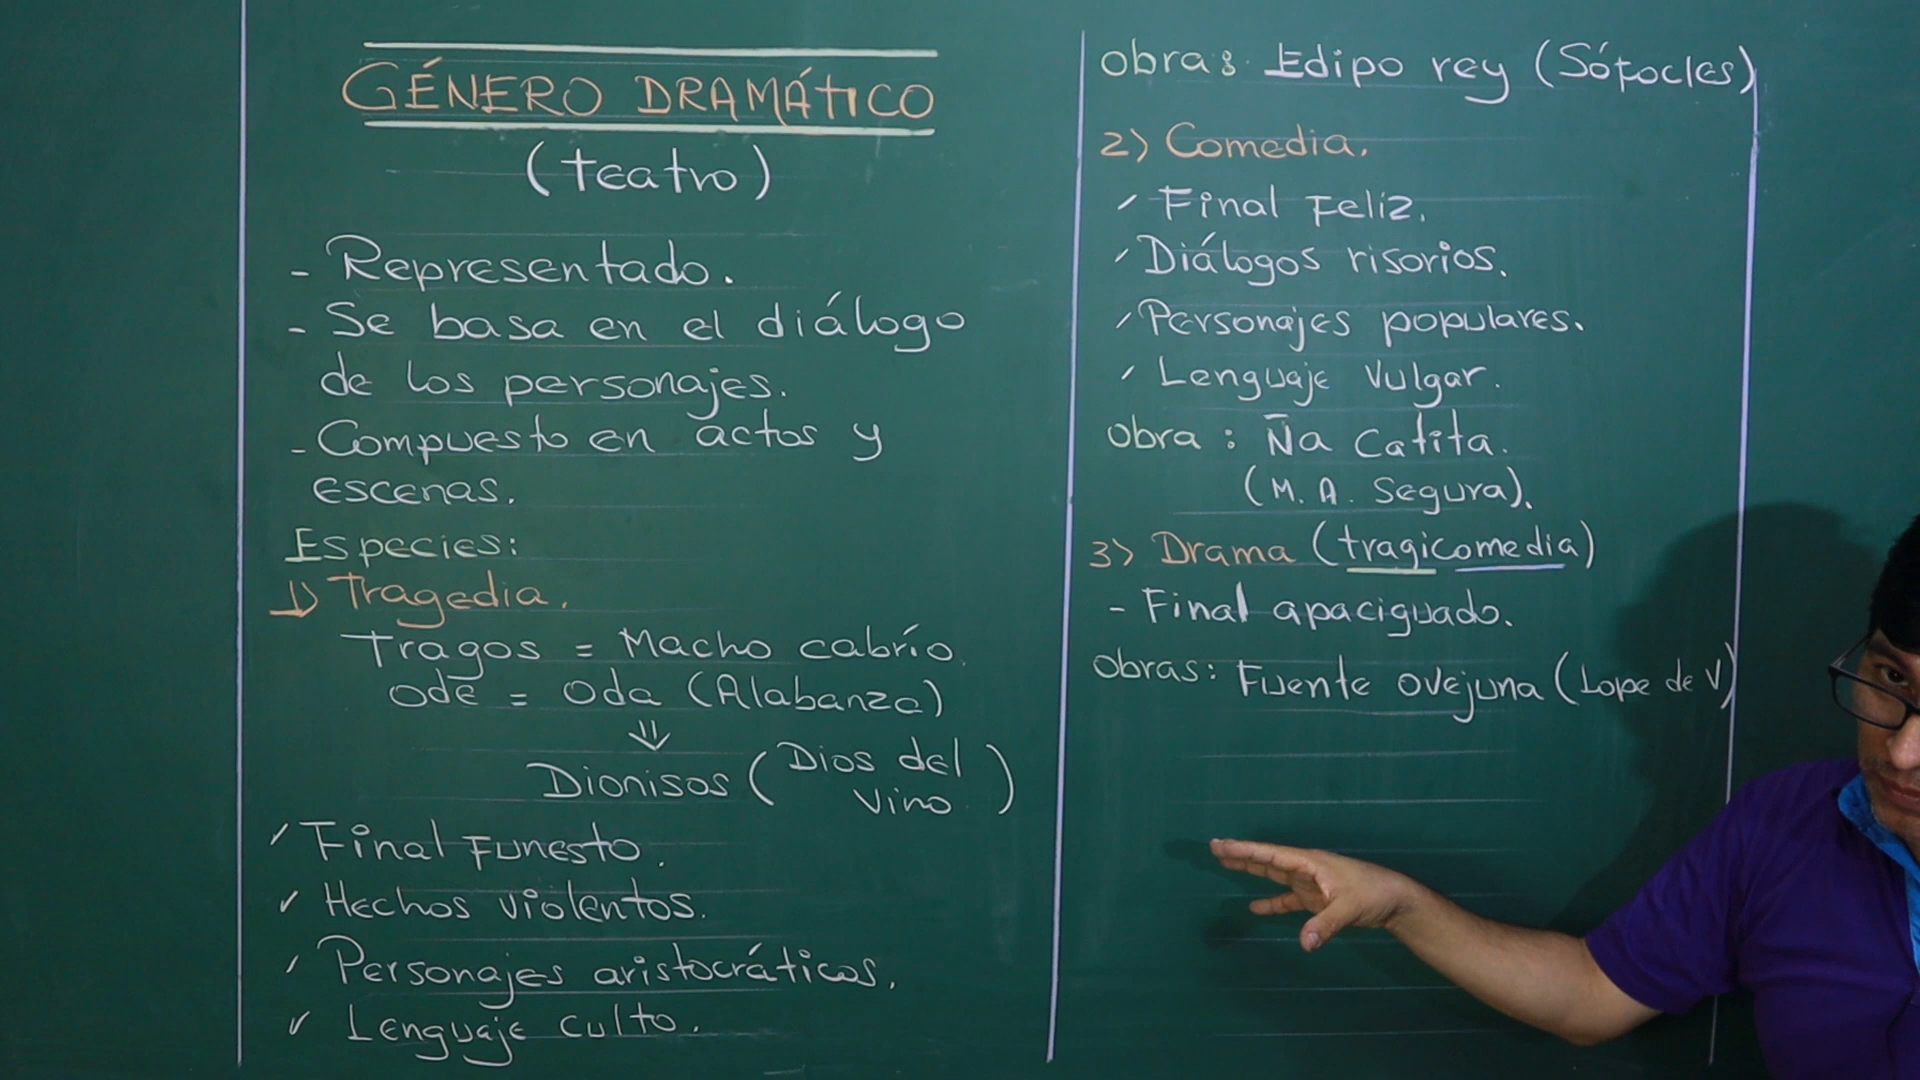 GÉNERO DRAMÁTICO
(teatro)
- Representado.
- Se basa en el diálogo
de los personajes.
- Compuesto en actos y
escenas.
Especies:
1) Tragedia.
Tragos = Macho cabrío.
Ode = Oda (Alabanza)
⇓
Dionisos (Dios del
vino)
✓ Final Funesto.
✓ Hechos violentos.
✓ Personajes aristocráticos.
✓ Lenguaje culto.
obras: Edipo rey (Sófocles)
2) Comedia.
✓ Final Feliz.
✓ Diálogos risorios.
✓ Personajes populares.
✓ Lenguaje vulgar.
obra: Ña Catita.
(M. A. Segura).
3) Drama (tragicomedia)
- Final apaciguado.
obras: Fuente ovejuna (Lope de V)